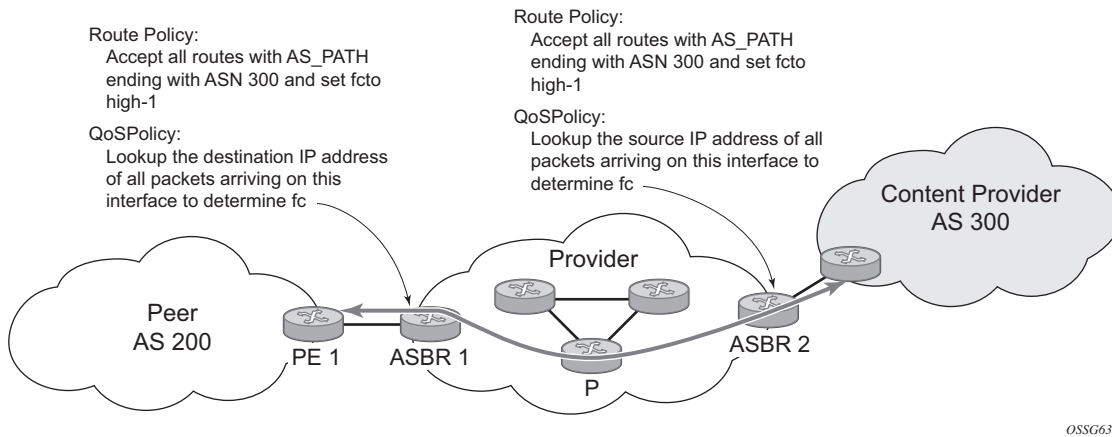 Route Policy:
Accept all routes with AS_PATH
ending with ASN 300 and set fcto
high-1
QoSPolicy:
Lookup the destination IP address
of all packets arriving on this
interface to determine fc
Route Policy:
Accept all routes with AS_PATH
ending with ASN 300 and set fcto
high-1
QoSPolicy:
Lookup the source IP address of all
packets arriving on this interface to
determine fc
Content Provider
AS 300
Provider
Peer
AS 200
PE 1
ASBR 1
P
ASBR 2
OSSG63